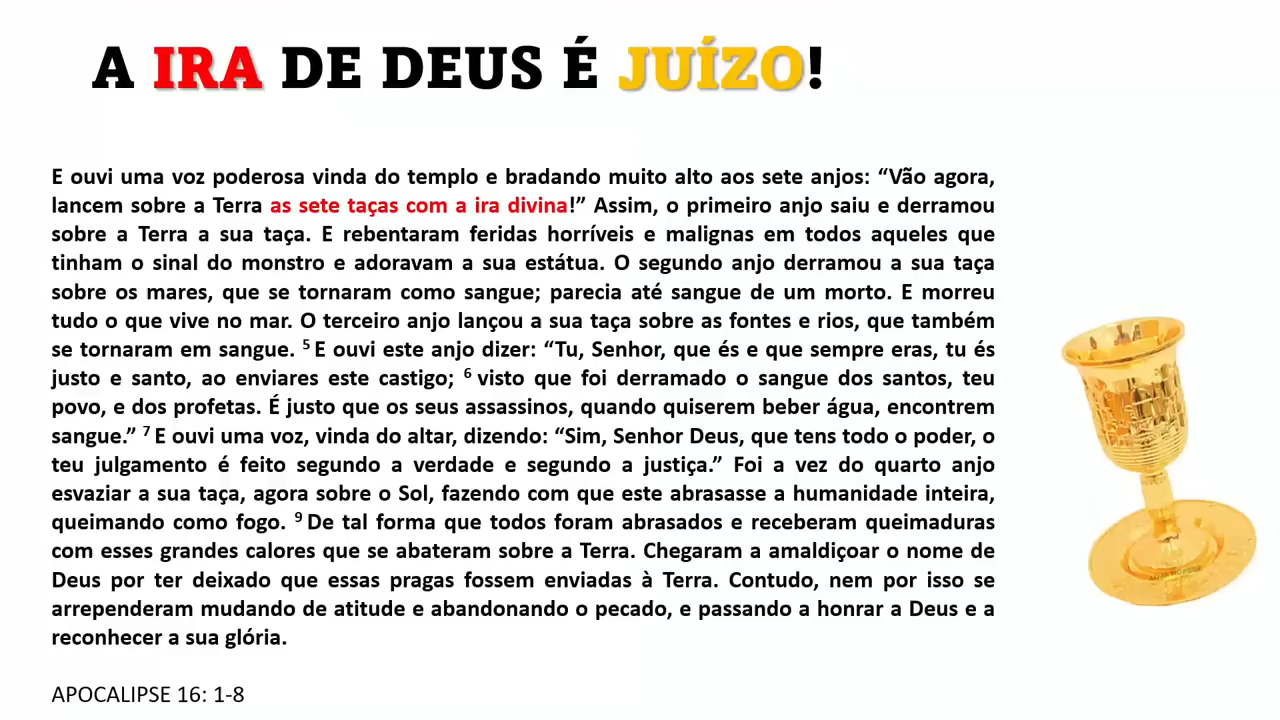 A IRA DE DEUS É JUÍZO!
E ouvi uma voz poderosa vinda do templo e bradando muito alto aos sete anjos: “Vão agora,
lancem sobre a Terra as sete taças com a ira divina!” Assim, o primeiro anjo saiu e derramou
sobre a Terra a sua taça. E rebentaram feridas horríveis e malignas em todos aqueles que
tinham o sinal do monstro e adoravam a sua estátua. O segundo anjo derramou a sua taça
sobre os mares, que se tornaram como sangue; parecia até sangue de um morto. E morreu
tudo o que vive no mar. O terceiro anjo lançou a sua taça sobre as fontes e rios, que também
se tornaram em sangue. ⁵ E ouvi este anjo dizer: “Tu, Senhor, que és e que sempre eras, tu és
justo e santo, ao enviares este castigo; ⁶ visto que foi derramado o sangue dos santos, teu
povo, e dos profetas. É justo que os seus assassinos, quando quiserem beber água, encontrem
sangue.” ⁷ E ouvi uma voz, vinda do altar, dizendo: “Sim, Senhor Deus, que tens todo o poder, o
teu julgamento é feito segundo a verdade e segundo a justiça.” Foi a vez do quarto anjo
esvaziar a sua taça, agora sobre o Sol, fazendo com que este abrasasse a humanidade inteira,
queimando como fogo. ⁹ De tal forma que todos foram abrasados e receberam queimaduras
com esses grandes calores que se abateram sobre a Terra. Chegaram a amaldiçoar o nome de
Deus por ter deixado que essas pragas fossem enviadas à Terra. Contudo, nem por isso se
arrependeram mudando de atitude e abandonando o pecado, e passando a honrar a Deus e a
reconhecer a sua glória.
APOCALIPSE 16: 1-8